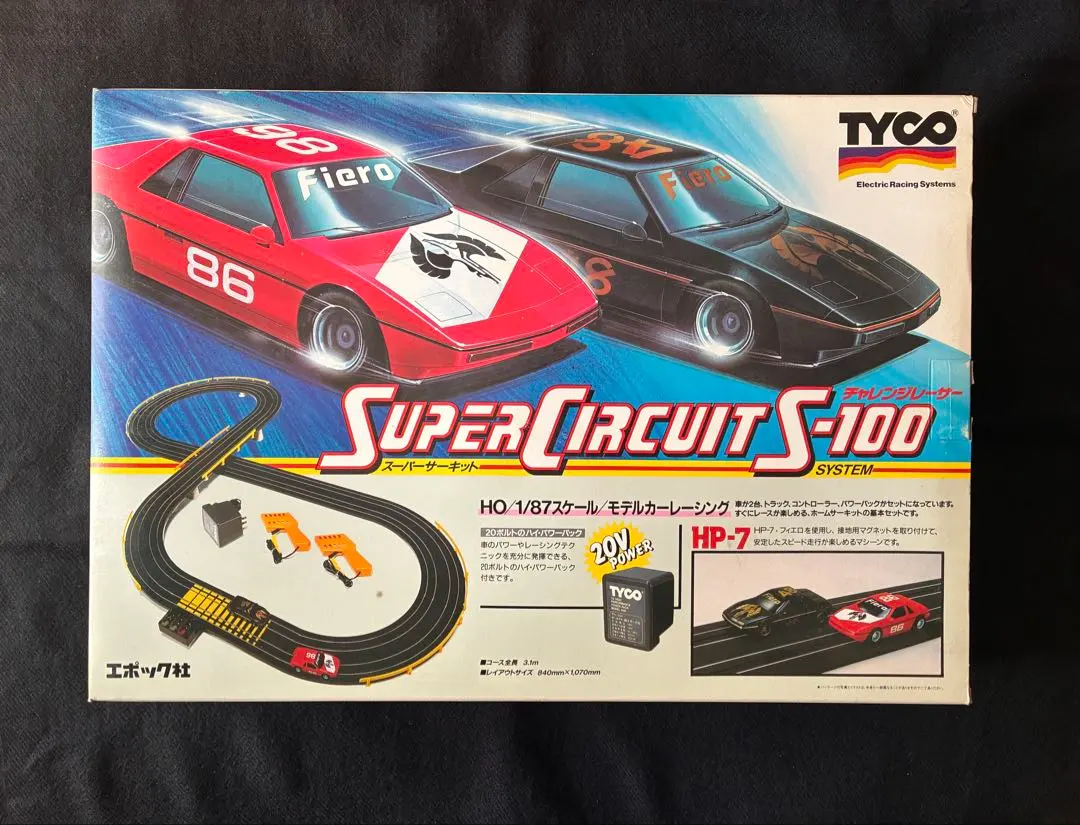 TYCO®
Electric Racing Systems
86
Fiero
86
87
Fiero
チャレンジレーサー
SUPER CIRCUIT S-100
スーパーサーキット
SYSTEM
HO/1/87スケール/モデルカーレーシング
車が2台、トラック、コントローラー、パワーパックがセットになっています。
すぐにレースが楽しめる、ホームサーキットの基本セットです。
20ボルトのハイ・パワーパック
車のパワーやレーシングテク
ニックを充分に発揮できる、
20ボルトのハイ・パワーパック
付きです。
20V
POWER
TYCO
HP-7
HP-7・フィエロを使用し、接地用マグネットを取り付けて、
安定したスピード走行が楽しめるマシーンです。
Fiero
86
■コース全長 3.1m
■レイアウトサイズ 840mm×1,070mm
エポック社